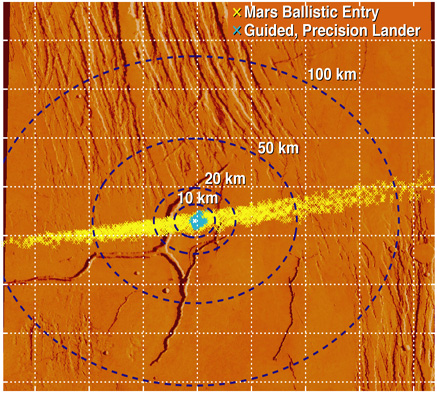 × Mars Ballistic Entry
× Guided, Precision Lander
100 km
50 km
20 km
10 km